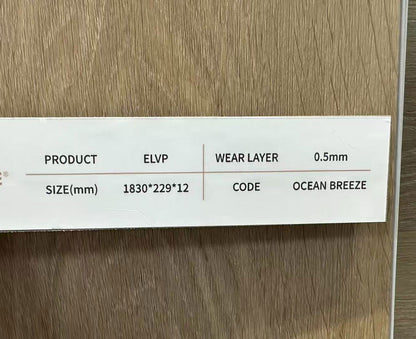 PRODUCT ELVP WEAR LAYER 0.5mm
SIZE(mm) 1830*229*12 CODE OCEAN BREEZE